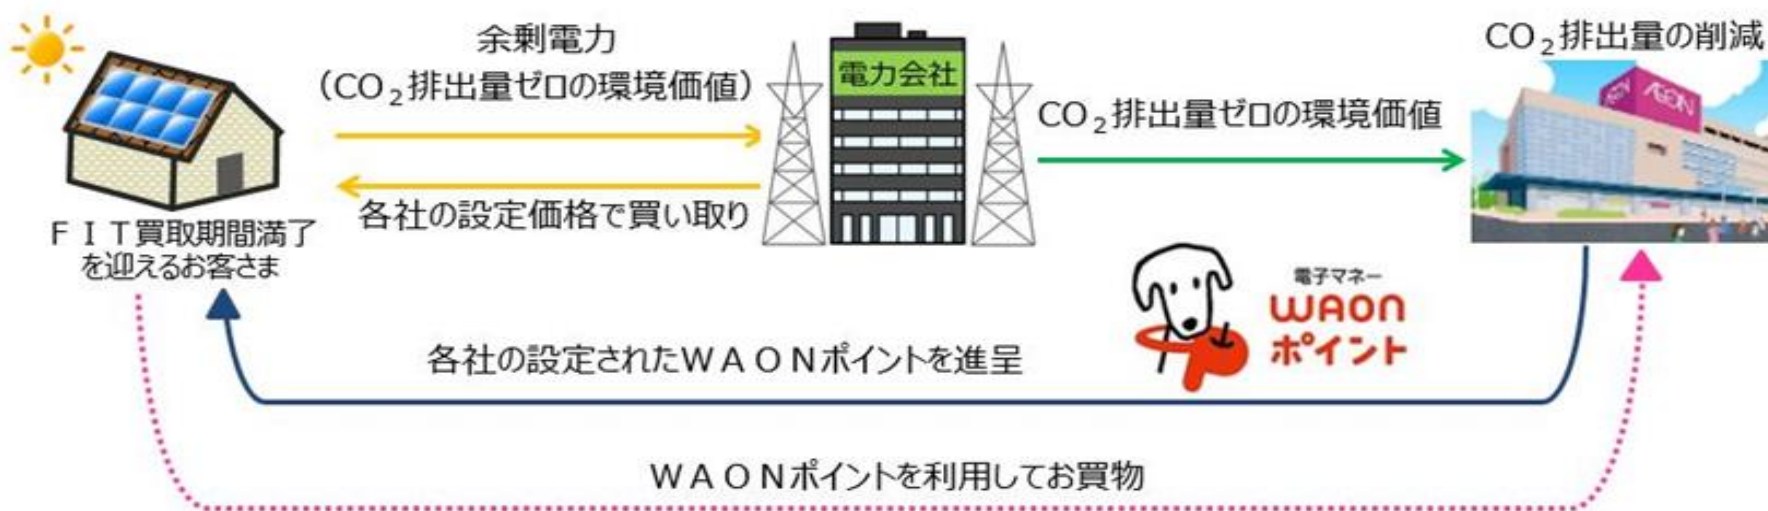 余剰電力
（CO₂排出量ゼロの環境価値）
電力会社
CO₂排出量の削減
AEON
AEON
CO₂排出量ゼロの環境価値
各社の設定価格で買い取り
ＦＩＴ買取期間満了
を迎えるお客さま
電子マネー
WAON
ポイント
各社の設定されたＷＡＯＮポイントを進呈
ＷＡＯＮポイントを利用してお買物